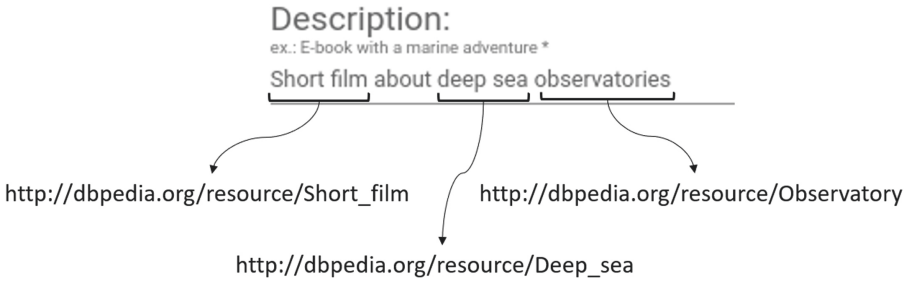 Description:
ex.: E-book with a marine adventure *
Short film about deep sea observatories
http://dbpedia.org/resource/Short_film
http://dbpedia.org/resource/Observatory
http://dbpedia.org/resource/Deep_sea